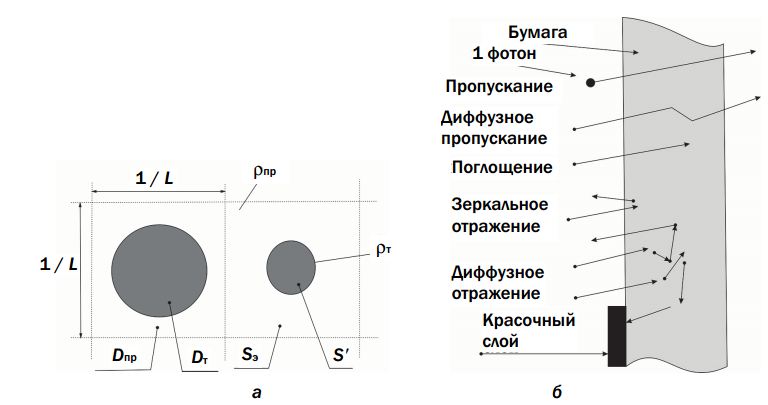 1 / L
ρпр
1 / L
ρт
Dпр
Dт
Sэ
S′
а
Бумага
1 фотон
Пропускание
Диффузное
пропускание
Поглощение
Зеркальное
отражение
Диффузное
отражение
Красочный
слой
б